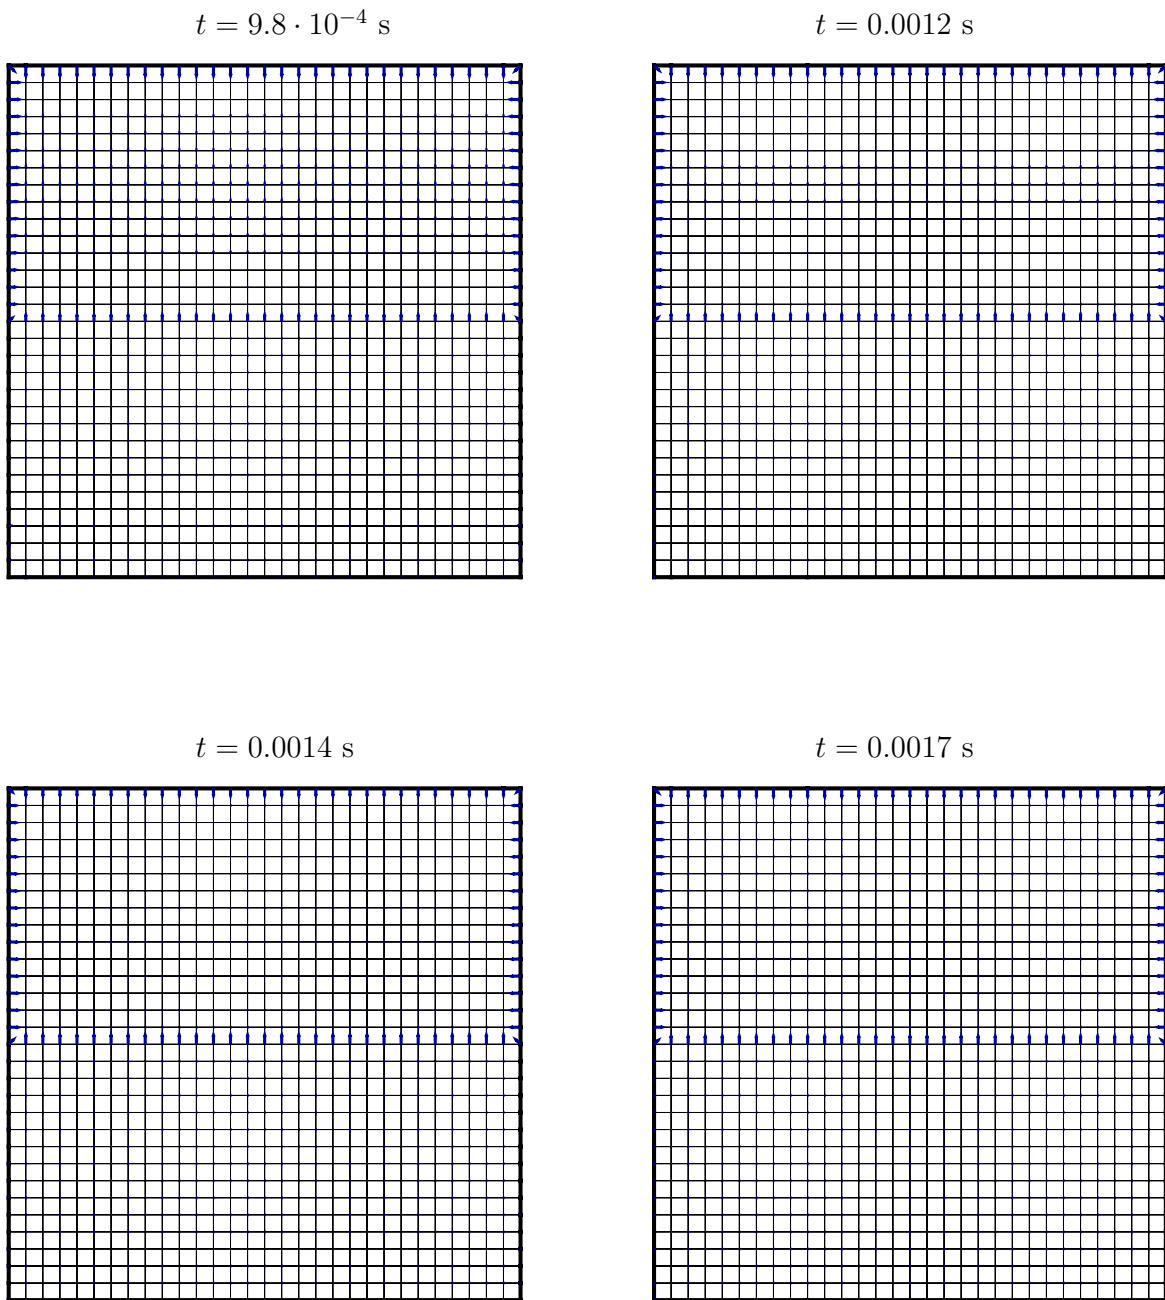 t = 9.8 · 10⁻⁴ s
t = 0.0012 s
t = 0.0014 s
t = 0.0017 s